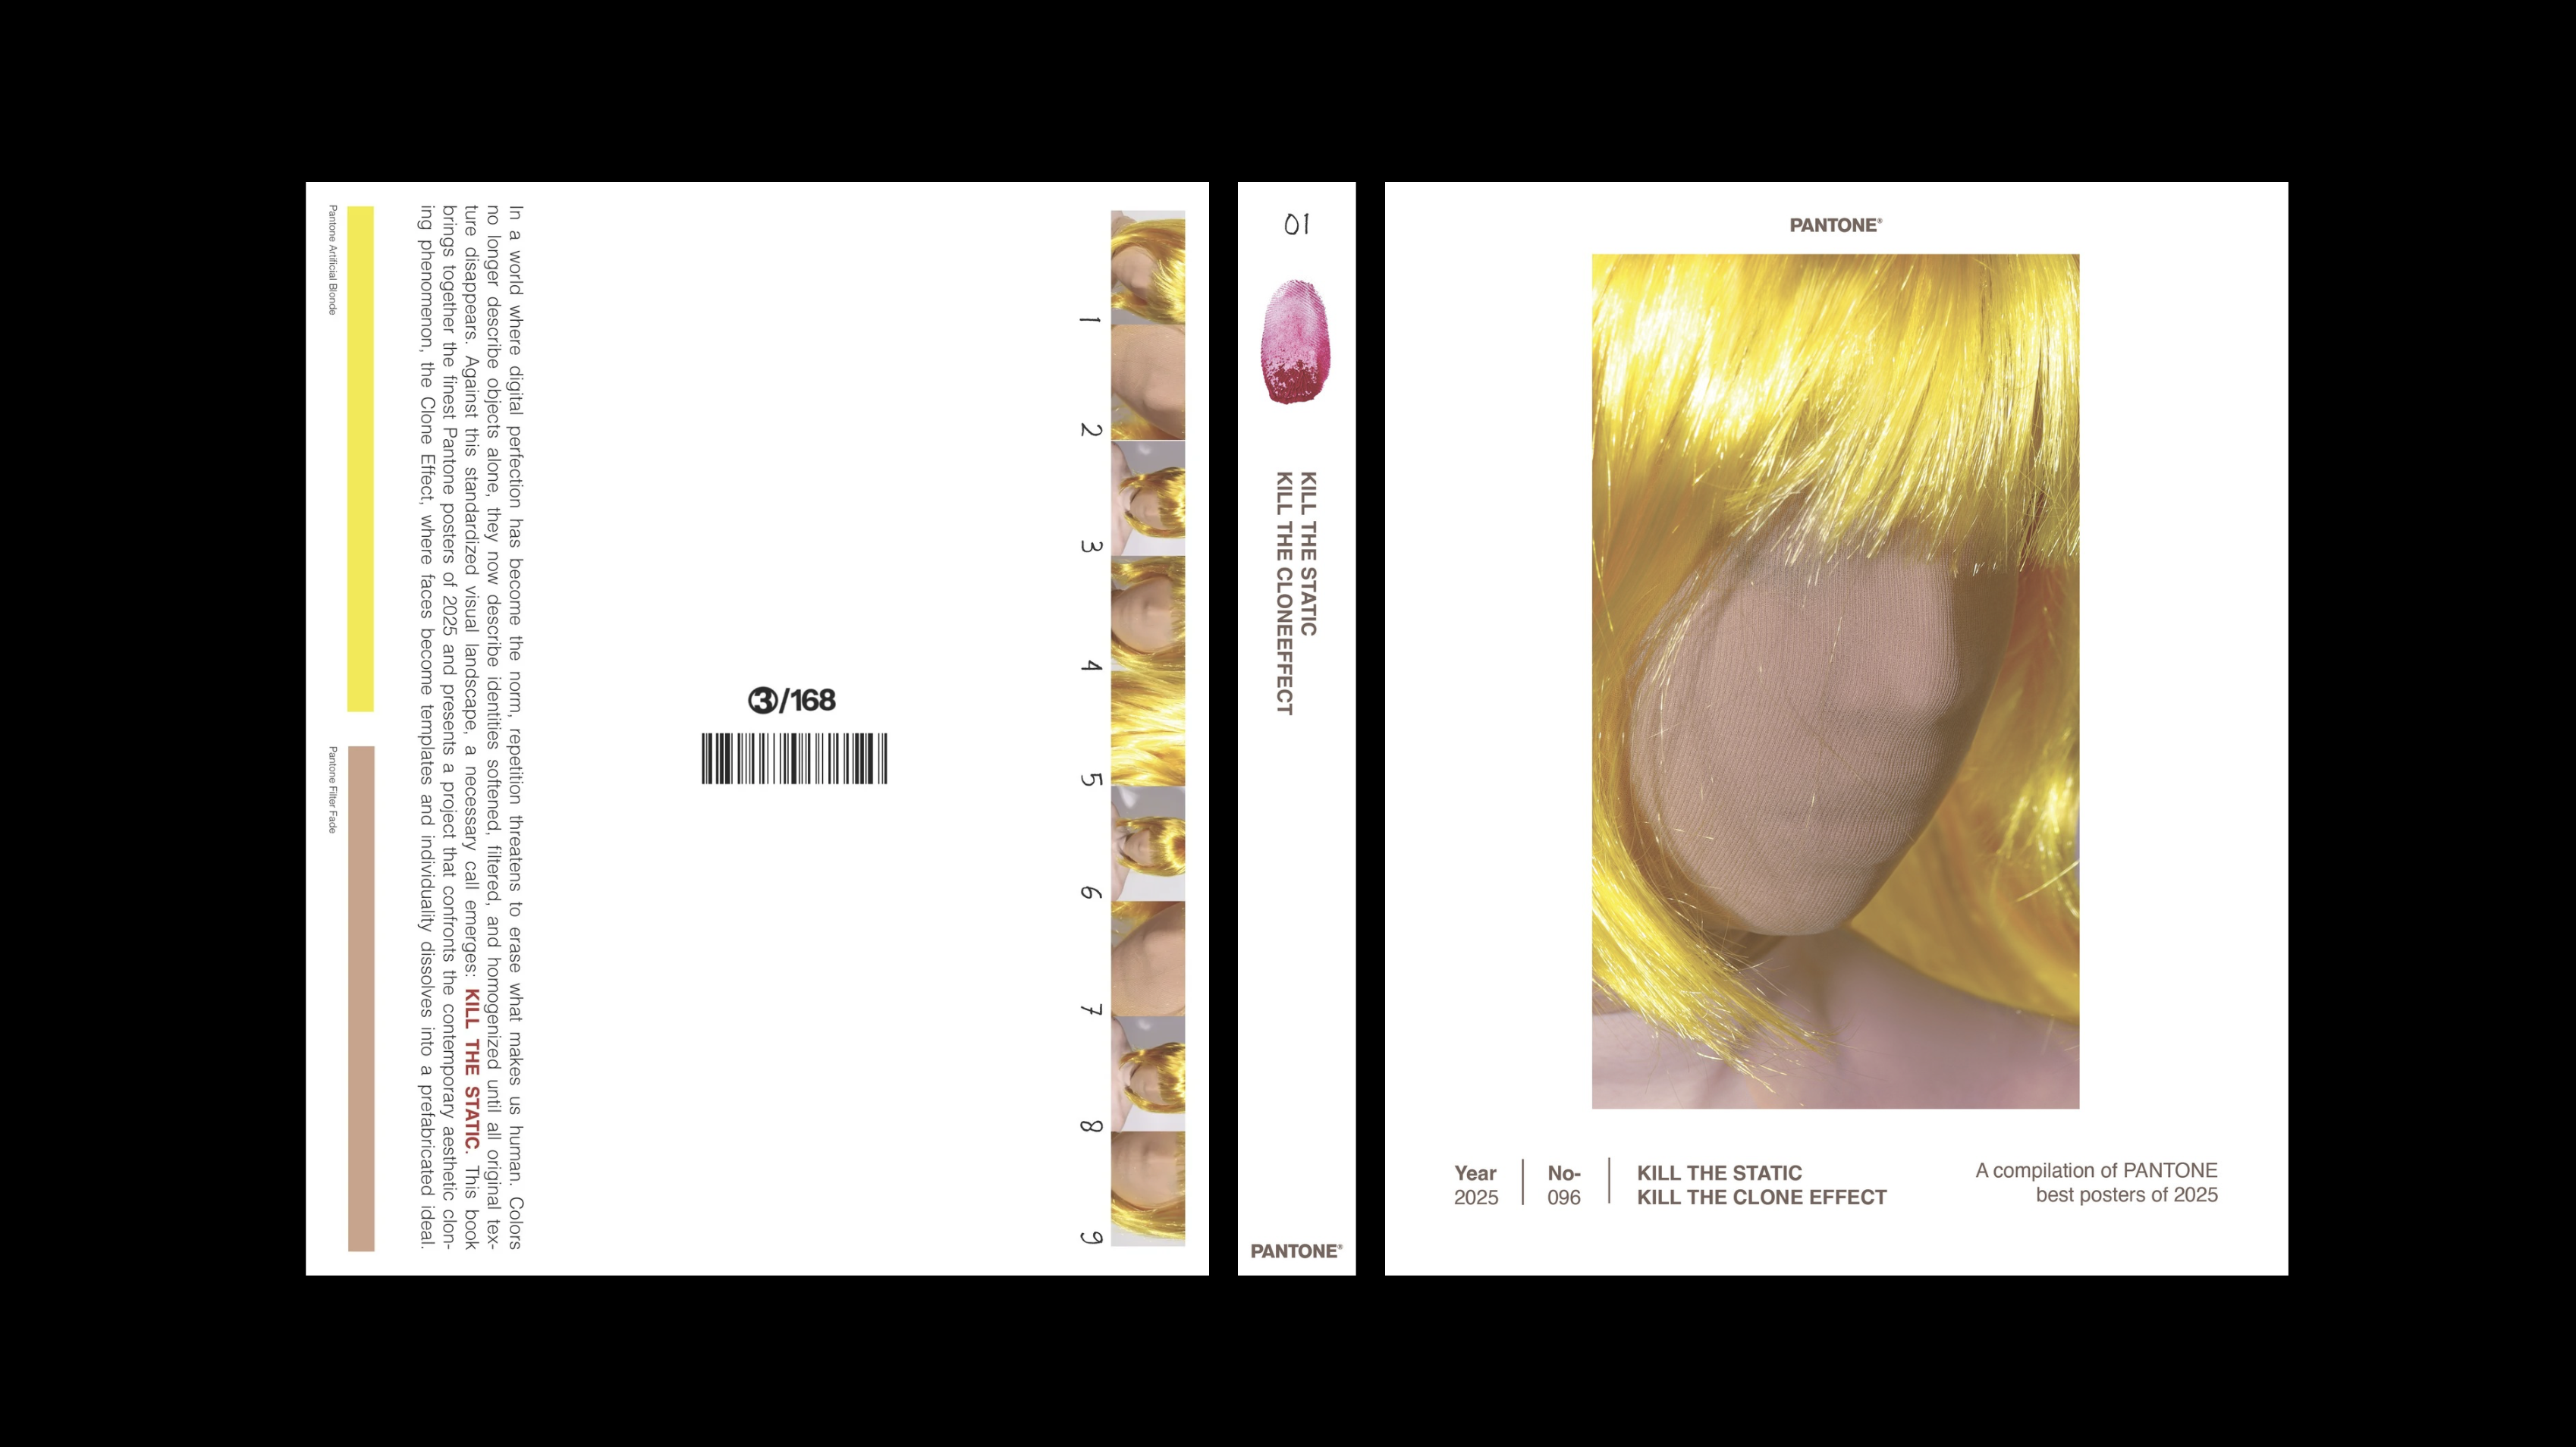 In a world where digital perfection has become the norm, repetition threatens to erase what makes us human. Colors
no longer describe objects alone, they now describe identities softened, filtered, and homogenized until all original tex-
ture disappears. Against this standardized visual landscape, a necessary call emerges: KILL THE STATIC. This book
brings together the finest Pantone posters of 2025 and presents a project that confronts the contemporary aesthetic clon-
ing phenomenon, the Clone Effect, where faces become templates and individuality dissolves into a prefabricated ideal.
Pantone Artificial Blonde
Pantone Filter Fade
3/168
1
2
3
4
5
6
7
8
9
01
KILL THE STATIC
KILL THE CLONEEFFECT
PANTONE®
PANTONE®
Year
2025
No-
096
KILL THE STATIC
KILL THE CLONE EFFECT
A compilation of PANTONE
best posters of 2025